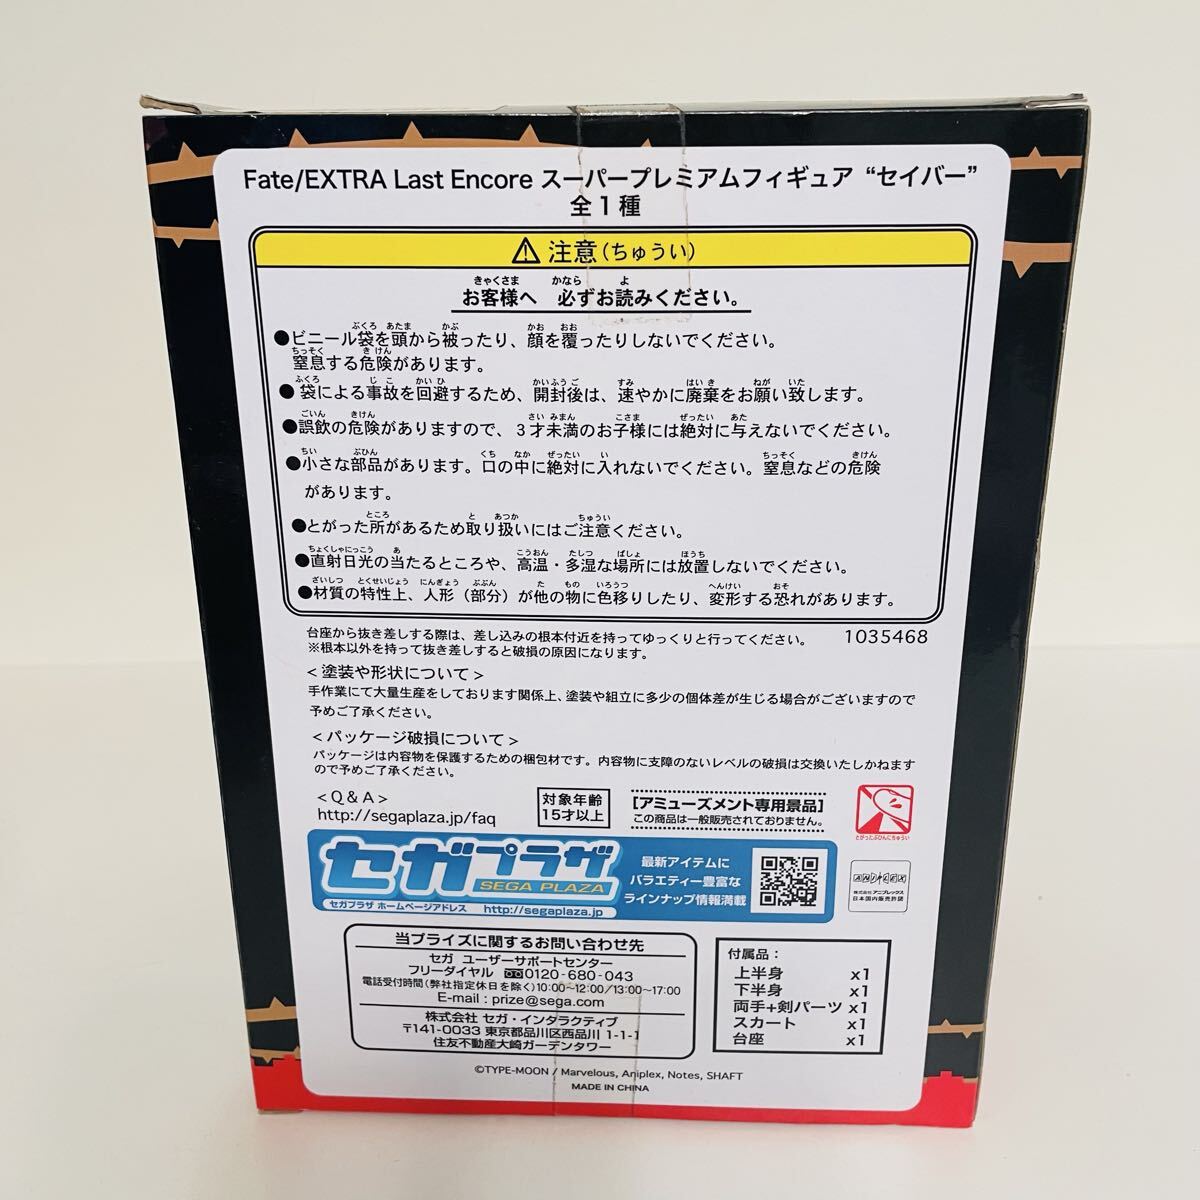 Fate/EXTRA Last Encore スーパープレミアムフィギュア “セイバー”
全1種
⚠ 注意(ちゅうい)
お客様へ 必ずお読みください。
●ビニール袋を頭から被ったり、顔を覆ったりしないでください。
窒息する危険があります。
●袋による事故を回避するため、開封後は、速やかに廃棄をお願い致します。
●誤飲の危険がありますので、3才未満のお子様には絶対に与えないでください。
●小さな部品があります。口の中に絶対に入れないでください。窒息などの危険
があります。
●とがった所があるため取り扱いにはご注意ください。
●直射日光の当たるところや、高温・多湿な場所には放置しないでください。
●材質の特性上、人形(部分)が他の物に色移りしたり、変形する恐れがあります。
台座から抜き差しする際は、差し込みの根本付近を持ってゆっくりと行ってください。
1035468
※根本以外を持って抜き差しすると破損の原因になります。
＜塗装や形状について＞
手作業にて大量生産をしております関係上、塗装や組立に多少の個体差が生じる場合がございますので
予めご了承ください。
＜パッケージ破損について＞
パッケージは内容物を保護するための梱包材です。内容物に支障のないレベルの破損は交換いたしかねます
ので予めご了承ください。
＜Q&A＞
http://segaplaza.jp/faq
対象年齢
15才以上
[アミューズメント専用景品]
この商品は一般販売されておりません。
とがったぶひんにちゅうい
セガプラザ
SEGA PLAZA
セガプラザ ホームページアドレス http://segaplaza.jp
最新アイテムに
バラエティー豊富な
ラインナップ情報満載
ANIPLEX
株式会社 アニプレックス
日本国内販売許諾
当プライズに関するお問い合わせ先
セガ ユーザーサポートセンター
フリーダイヤル 0120-680-043
電話受付時間(弊社指定休日を除く)10:00~12:00/13:00~17:00
E-mail : prize@sega.com
株式会社 セガ・インタラクティブ
〒141-0033 東京都品川区西品川 1-1-1
住友不動産大崎ガーデンタワー
付属品:
上半身 x1
下半身 x1
両手+剣パーツ x1
スカート x1
台座 x1
©TYPE-MOON / Marvelous, Aniplex, Notes, SHAFT
MADE IN CHINA